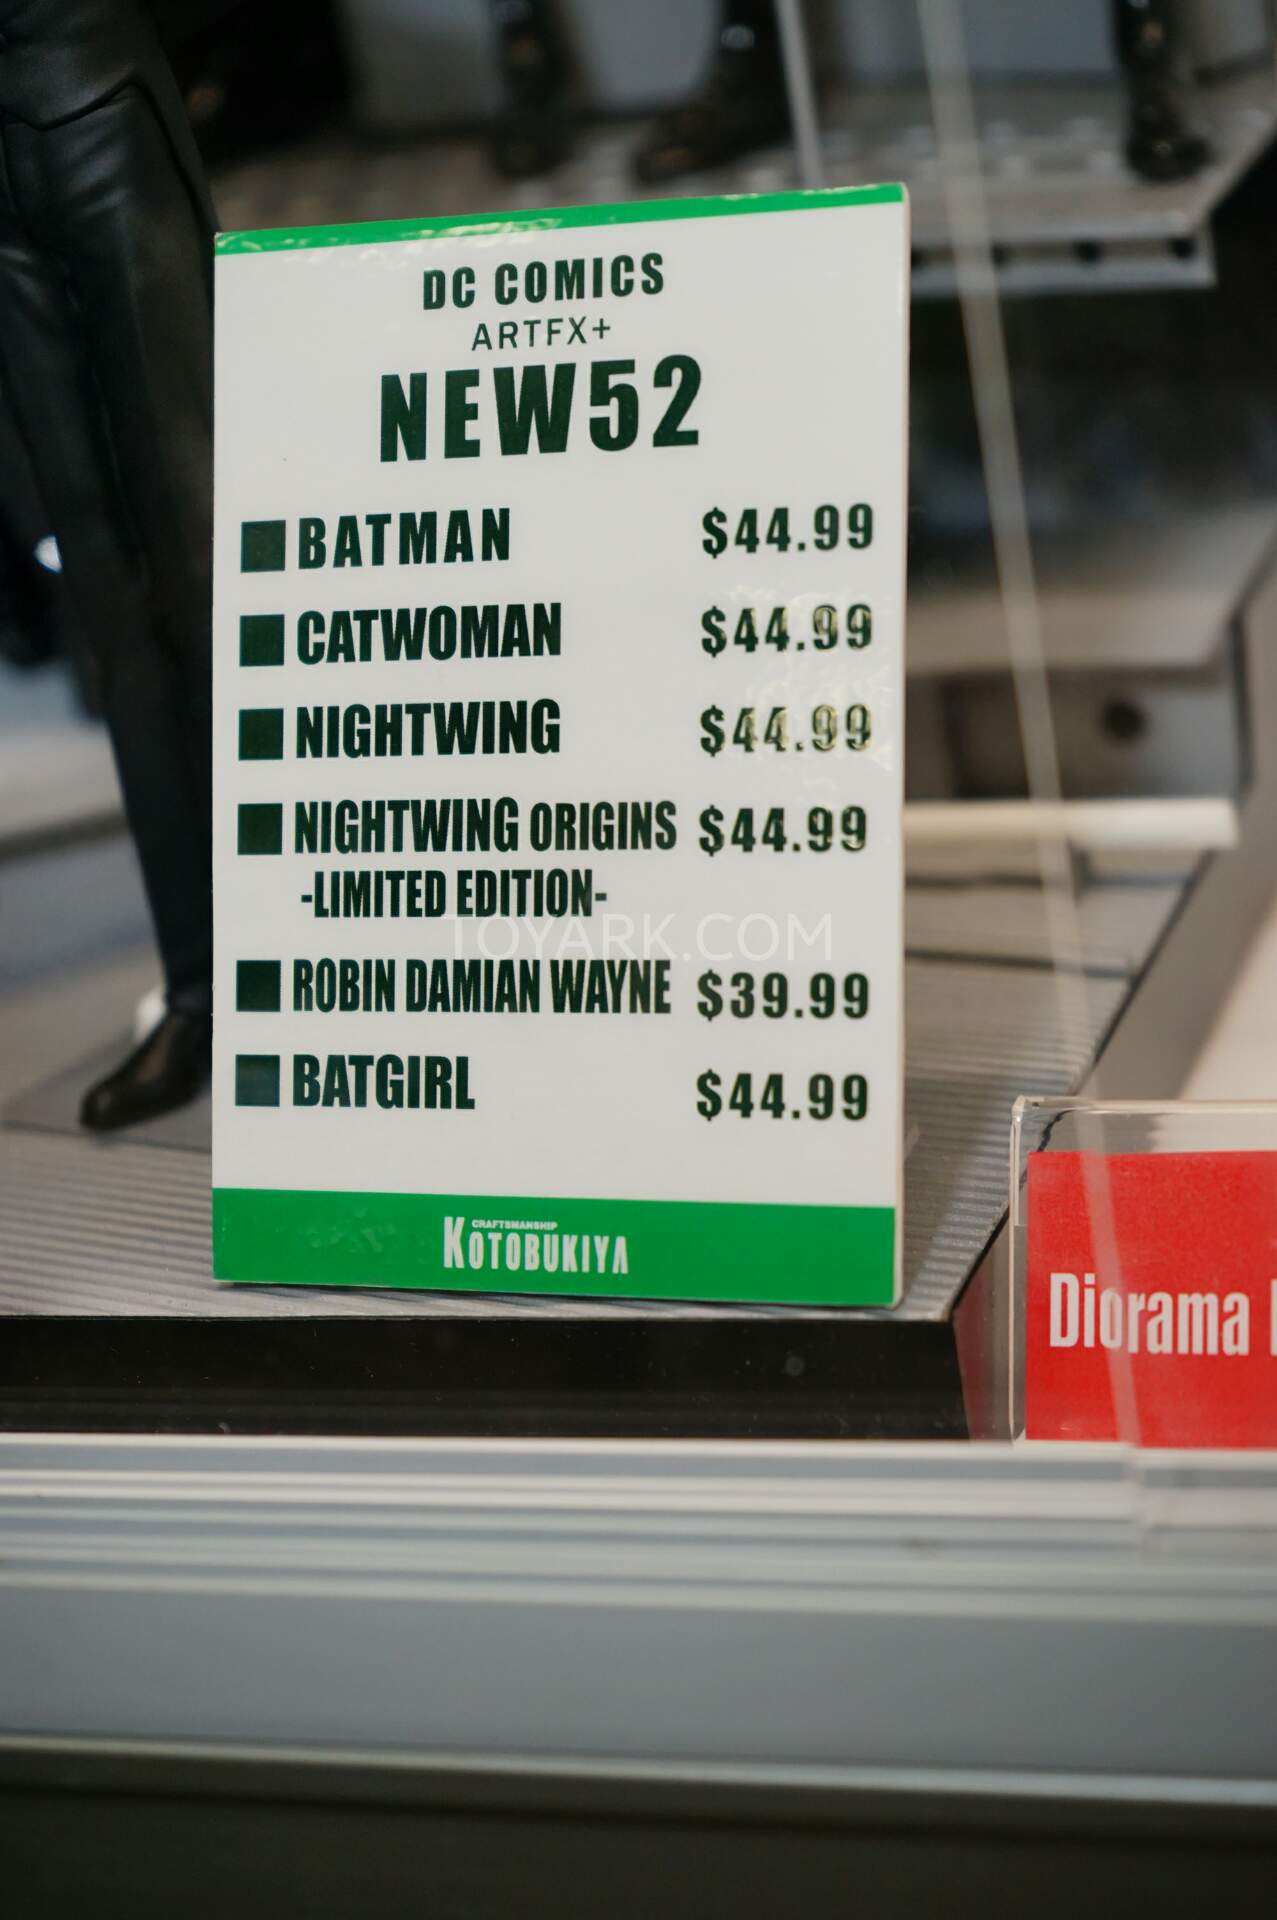 DC COMICS
ARTFX+
NEW52
BATMAN $44.99
CATWOMAN $44.99
NIGHTWING $44.99
NIGHTWING ORIGINS $44.99
-LIMITED EDITION-
TOYARK.COM
ROBIN DAMIAN WAYNE $39.99
BATGIRL $44.99
CRAFTSMANSHIP
KOTOBUKIYA
Diorama